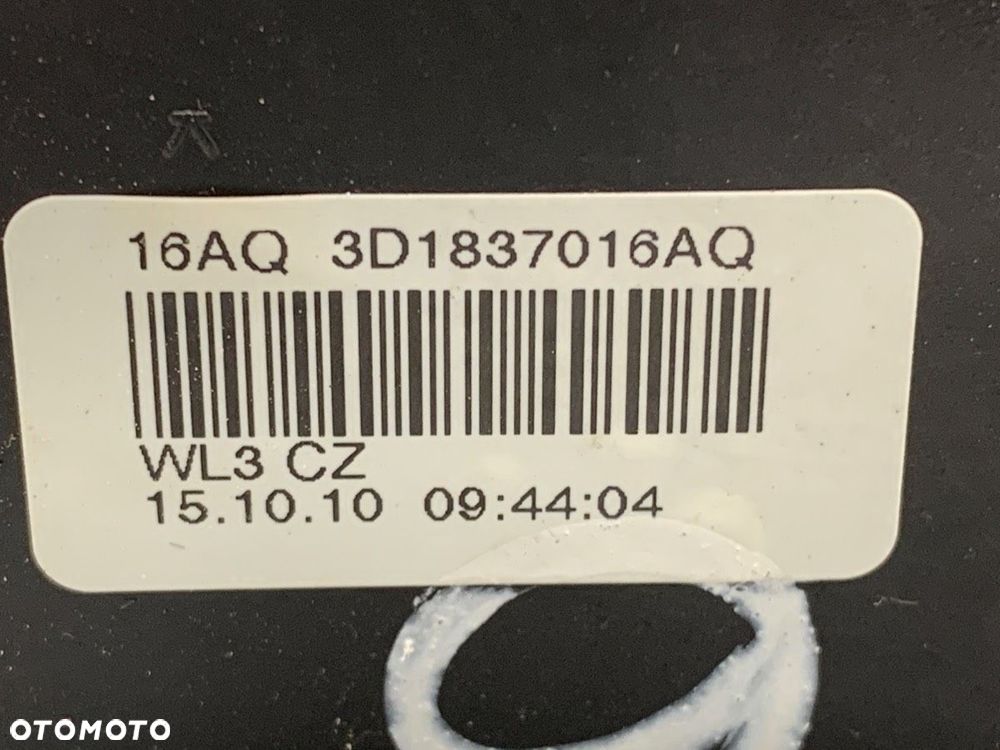 16AQ 3D1837016AQ
WL3 CZ
15.10.10 09:44:04
OTOMOTO